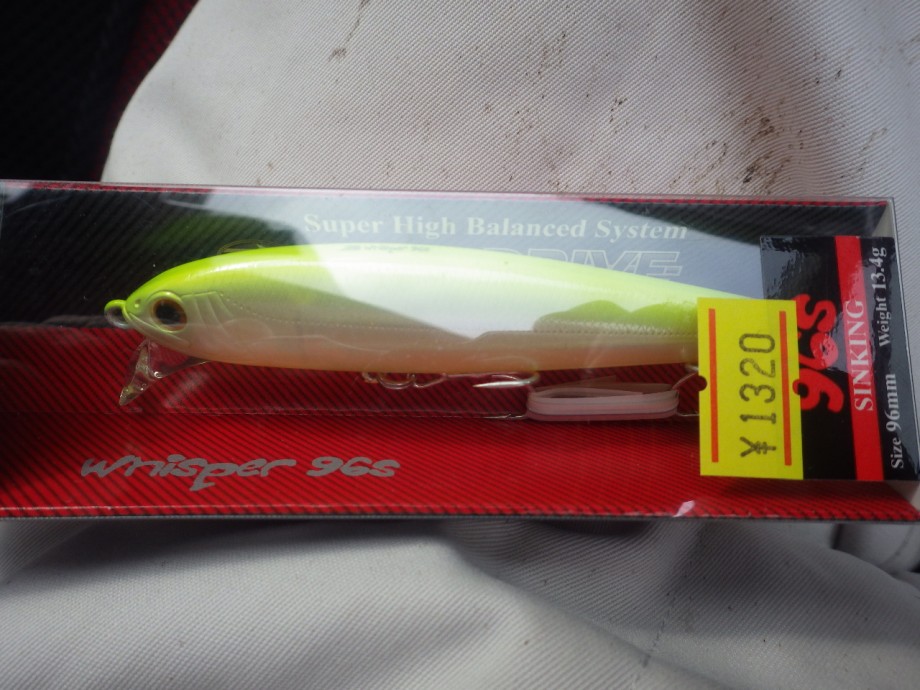 Super High Balanced System
Whisper 96s
¥1320
96s
SINKING
Size 96mm Weight 13.4g